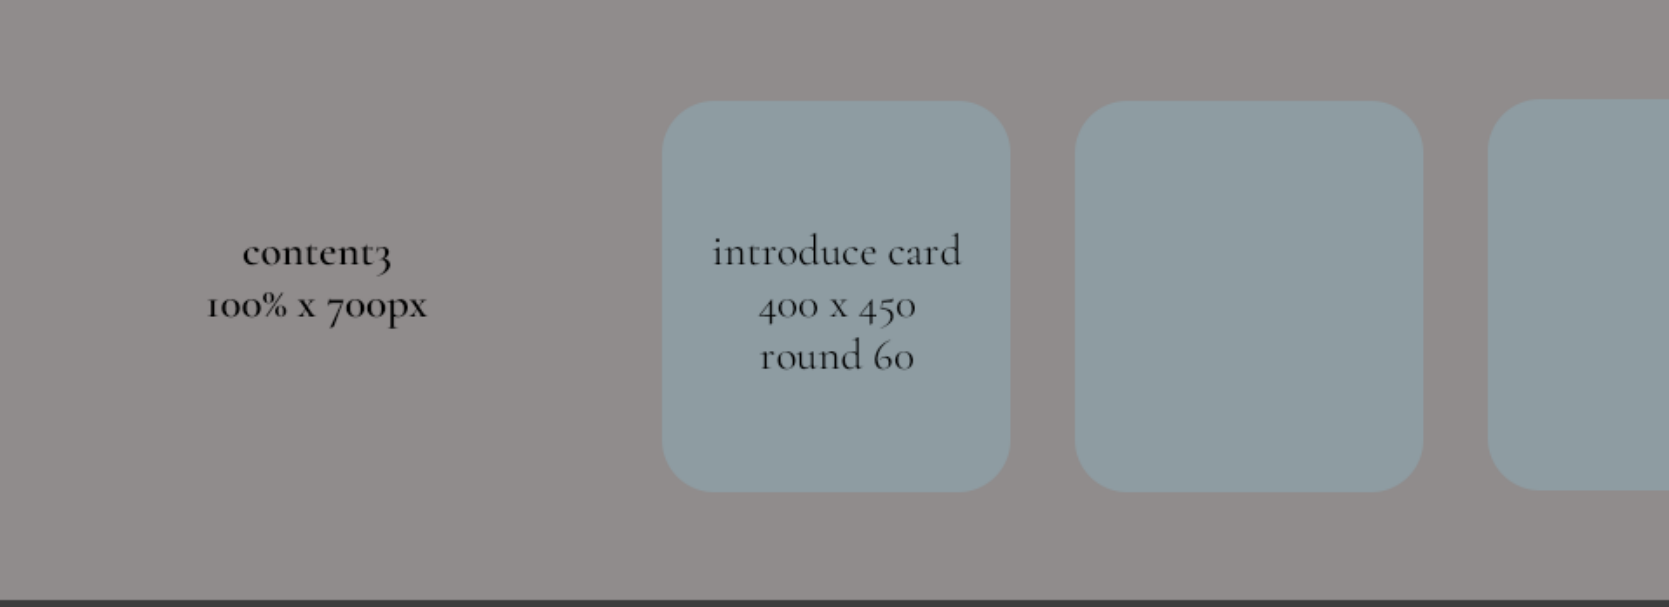 content3
100% x 700px
introduce card
400 x 450
round 60